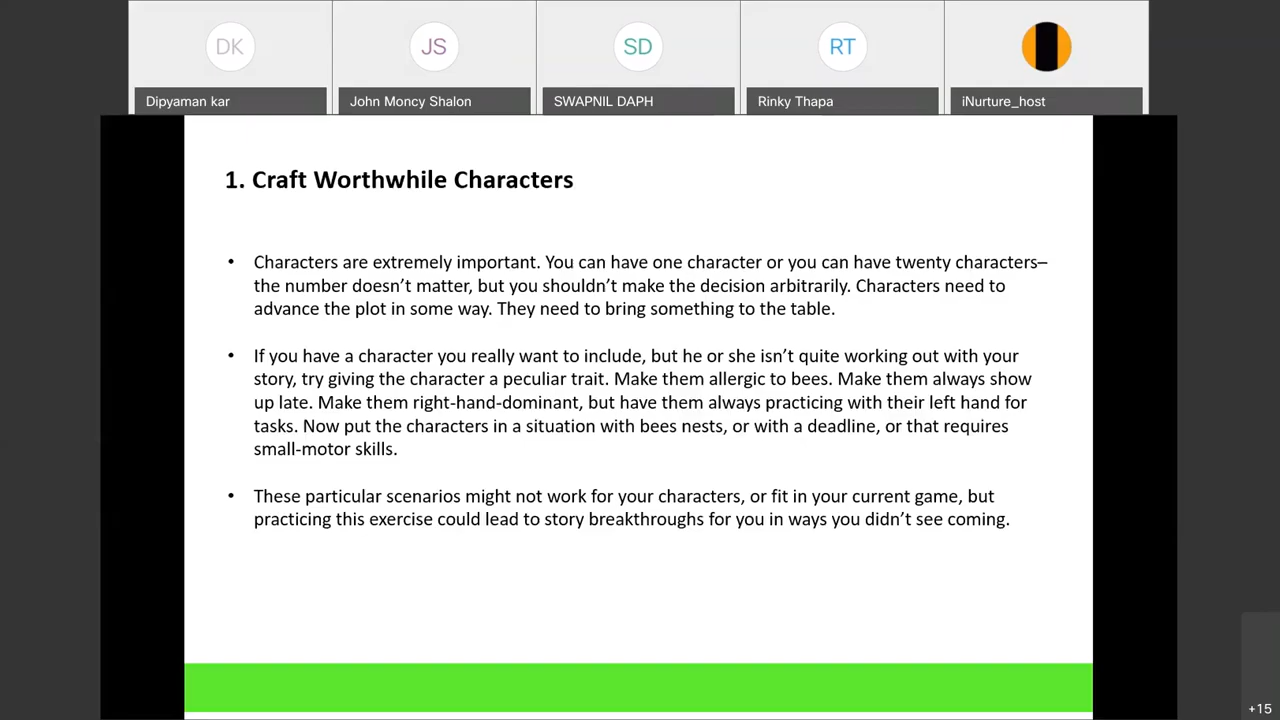 DK
JS
SD
RT
Dipyaman kar
John Moncy Shalon
SWAPNIL DAPH
Rinky Thapa
iNurture_host
1. Craft Worthwhile Characters
• Characters are extremely important. You can have one character or you can have twenty characters–
the number doesn’t matter, but you shouldn’t make the decision arbitrarily. Characters need to
advance the plot in some way. They need to bring something to the table.
• If you have a character you really want to include, but he or she isn’t quite working out with your
story, try giving the character a peculiar trait. Make them allergic to bees. Make them always show
up late. Make them right-hand-dominant, but have them always practicing with their left hand for
tasks. Now put the characters in a situation with bees nests, or with a deadline, or that requires
small-motor skills.
• These particular scenarios might not work for your characters, or fit in your current game, but
practicing this exercise could lead to story breakthroughs for you in ways you didn’t see coming.
+15